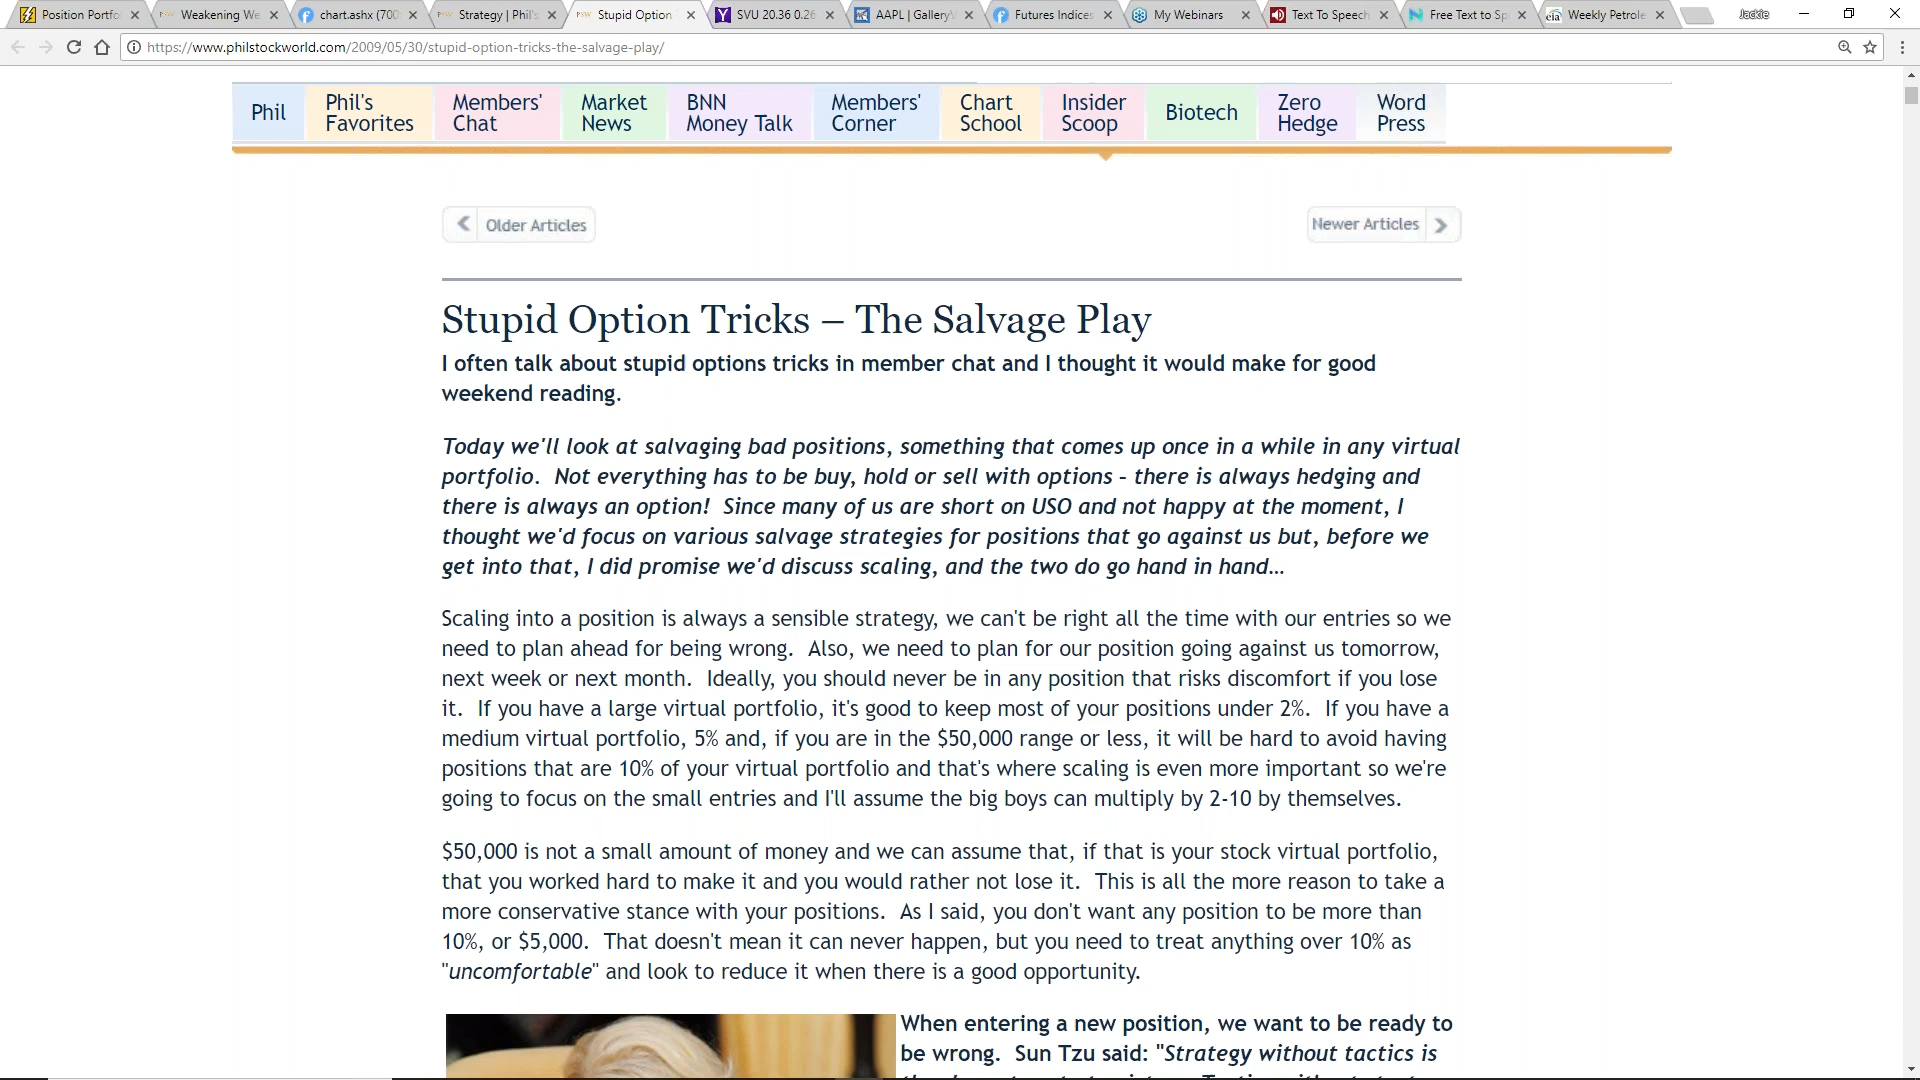 Position Portfo
Weakening We
chart.ashx (700
Strategy | Phil's
Stupid Option
SVU 20.36 0.26
AAPL | GalleryV
Futures Indices
My Webinars
Text To Speech
Free Text to Sp
Weekly Petrole
Jackie
https://www.philstockworld.com/2009/05/30/stupid-option-tricks-the-salvage-play/
Phil
Phil's Favorites
Members' Chat
Market News
BNN Money Talk
Members' Corner
Chart School
Insider Scoop
Biotech
Zero Hedge
Word Press
Older Articles
Newer Articles
Stupid Option Tricks – The Salvage Play
I often talk about stupid options tricks in member chat and I thought it would make for good
weekend reading.
Today we'll look at salvaging bad positions, something that comes up once in a while in any virtual
portfolio.  Not everything has to be buy, hold or sell with options – there is always hedging and
there is always an option!  Since many of us are short on USO and not happy at the moment, I
thought we'd focus on various salvage strategies for positions that go against us but, before we
get into that, I did promise we'd discuss scaling, and the two do go hand in hand…
Scaling into a position is always a sensible strategy, we can't be right all the time with our entries so we
need to plan ahead for being wrong.  Also, we need to plan for our position going against us tomorrow,
next week or next month.  Ideally, you should never be in any position that risks discomfort if you lose
it.  If you have a large virtual portfolio, it's good to keep most of your positions under 2%.  If you have a
medium virtual portfolio, 5% and, if you are in the $50,000 range or less, it will be hard to avoid having
positions that are 10% of your virtual portfolio and that's where scaling is even more important so we're
going to focus on the small entries and I'll assume the big boys can multiply by 2-10 by themselves.
$50,000 is not a small amount of money and we can assume that, if that is your stock virtual portfolio,
that you worked hard to make it and you would rather not lose it.  This is all the more reason to take a
more conservative stance with your positions.  As I said, you don't want any position to be more than
10%, or $5,000.  That doesn't mean it can never happen, but you need to treat anything over 10% as
"uncomfortable" and look to reduce it when there is a good opportunity.
When entering a new position, we want to be ready to
be wrong.  Sun Tzu said: "Strategy without tactics is